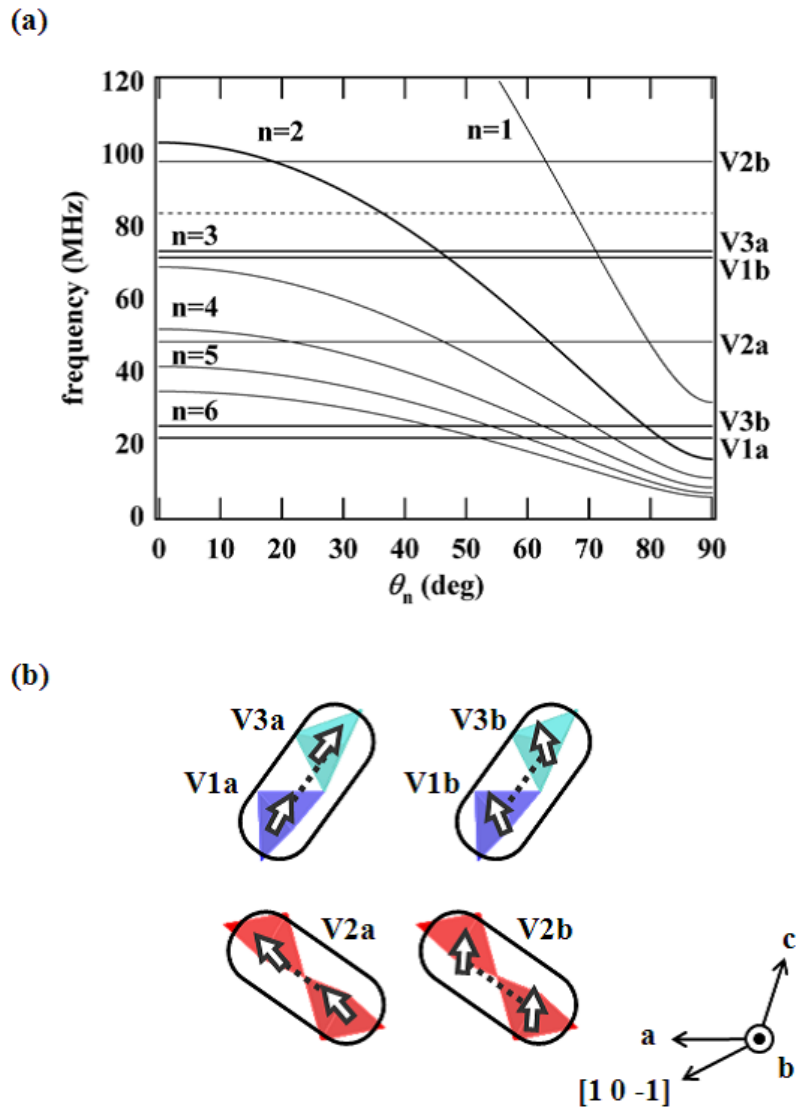 (a)
120
100
80
60
40
20
0
frequency (MHz)
n=2
n=1
n=3
n=4
n=5
n=6
V2b
V3a
V1b
V2a
V3b
V1a
0 10 20 30 40 50 60 70 80 90
θn (deg)
(b)
V3a V3b
V1a V1b
V2a V2b
c
a
b
[1 0 -1]